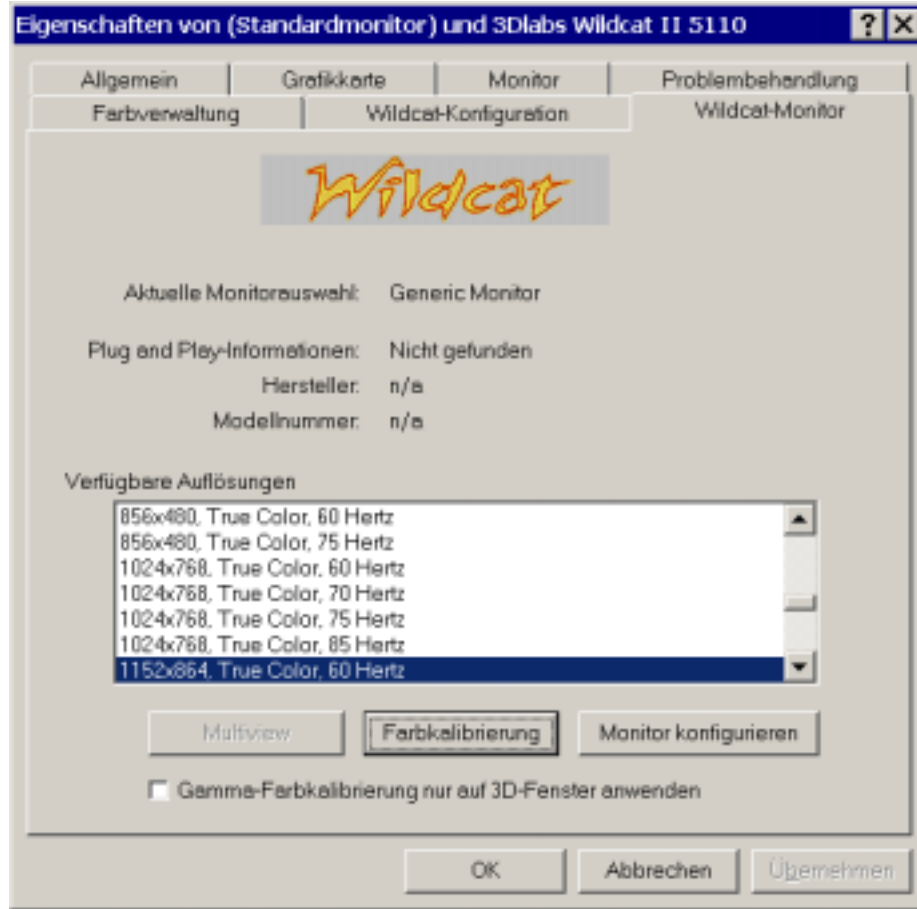 Eigenschaften von (Standardmonitor) und 3Dlabs Wildcat II 5110
Allgemein Grafikkarte Monitor Problembehandlung
Farbverwaltung Wildcat-Konfiguration Wildcat-Monitor
Wildcat
Aktuelle Monitorauswahl: Generic Monitor
Plug and Play-Informationen: Nicht gefunden
Hersteller: n/a
Modellnummer: n/a
Verfügbare Auflösungen
856x480, True Color, 60 Hertz
856x480, True Color, 75 Hertz
1024x768, True Color, 60 Hertz
1024x768, True Color, 70 Hertz
1024x768, True Color, 75 Hertz
1024x768, True Color, 85 Hertz
1152x864, True Color, 60 Hertz
Multiview Farbkalibrierung Monitor konfigurieren
Gamma-Farbkalibrierung nur auf 3D-Fenster anwenden
OK Abbrechen Übernehmen